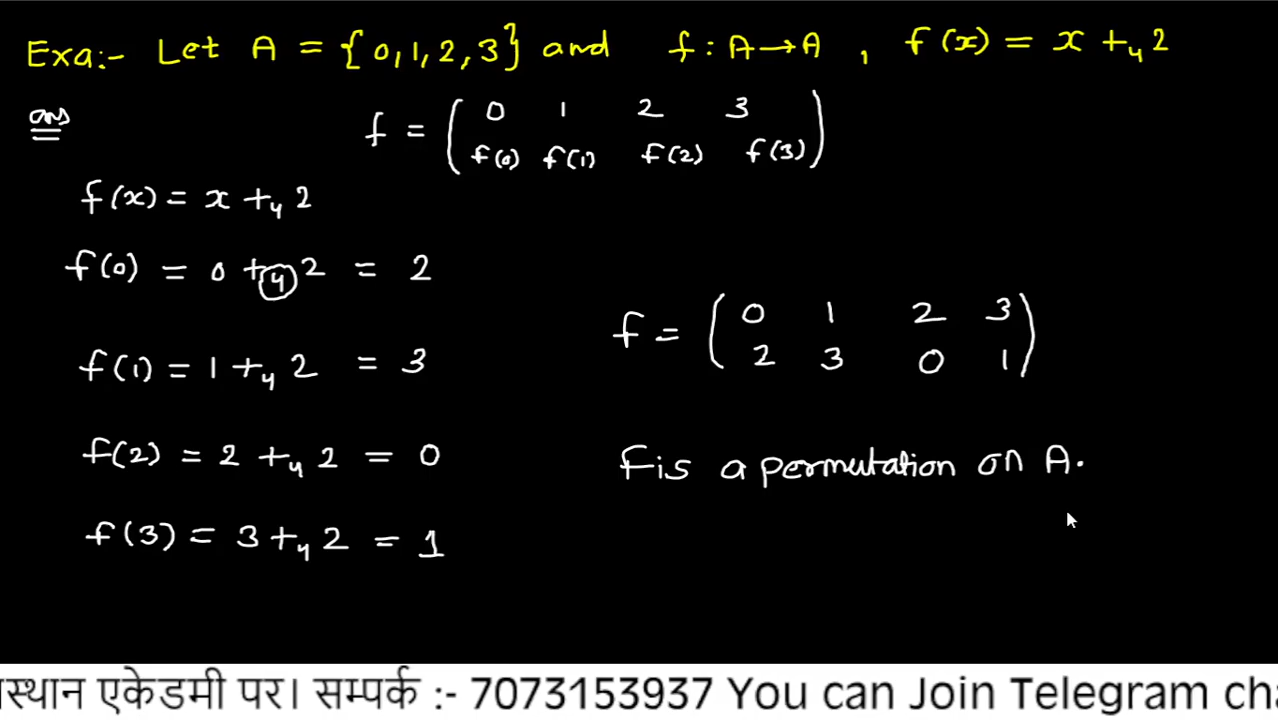 Exa:- Let A = {0,1,2,3} and f : A→A , f(x) = x +₄ 2
ans
f = ( 0 1 2 3
f(0) f(1) f(2) f(3) )
f(x) = x +₄ 2
f(0) = 0 +₄ 2 = 2
f(1) = 1 +₄ 2 = 3
f(2) = 2 +₄ 2 = 0
f(3) = 3 +₄ 2 = 1
f = ( 0 1 2 3
2 3 0 1 )
f is a permutation on A.
स्थान एकेडमी पर। सम्पर्क :- 7073153937 You can Join Telegram